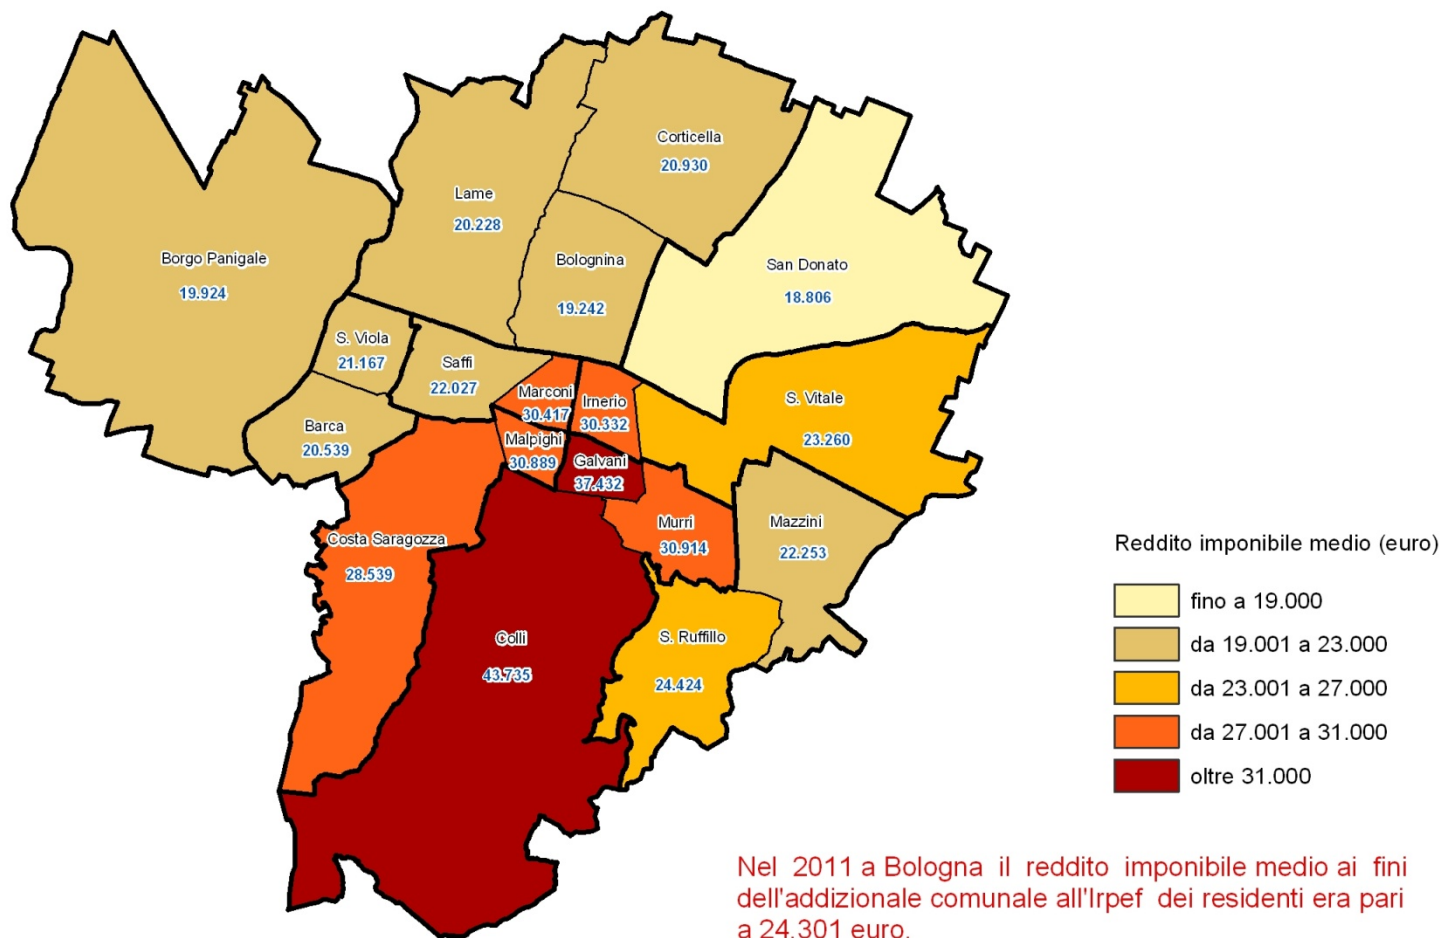 Corticella
20.930
Lame
20.228
Borgo Panigale
19.924
Bolognina
19.242
San Donato
18.806
S. Viola
21.167
Saffi
22.027
Marconi
30.417
Irnerio
30.332
S. Vitale
23.260
Barca
20.539
Malpighi
30.889
Galvani
37.432
Murri
30.914
Mazzini
22.253
Costa Saragozza
28.539
Colli
43.735
S. Ruffillo
24.424
Reddito imponibile medio (euro)
fino a 19.000
da 19.001 a 23.000
da 23.001 a 27.000
da 27.001 a 31.000
oltre 31.000
Nel 2011 a Bologna il reddito imponibile medio ai fini
dell'addizionale comunale all'Irpef dei residenti era pari
a 24.301 euro.